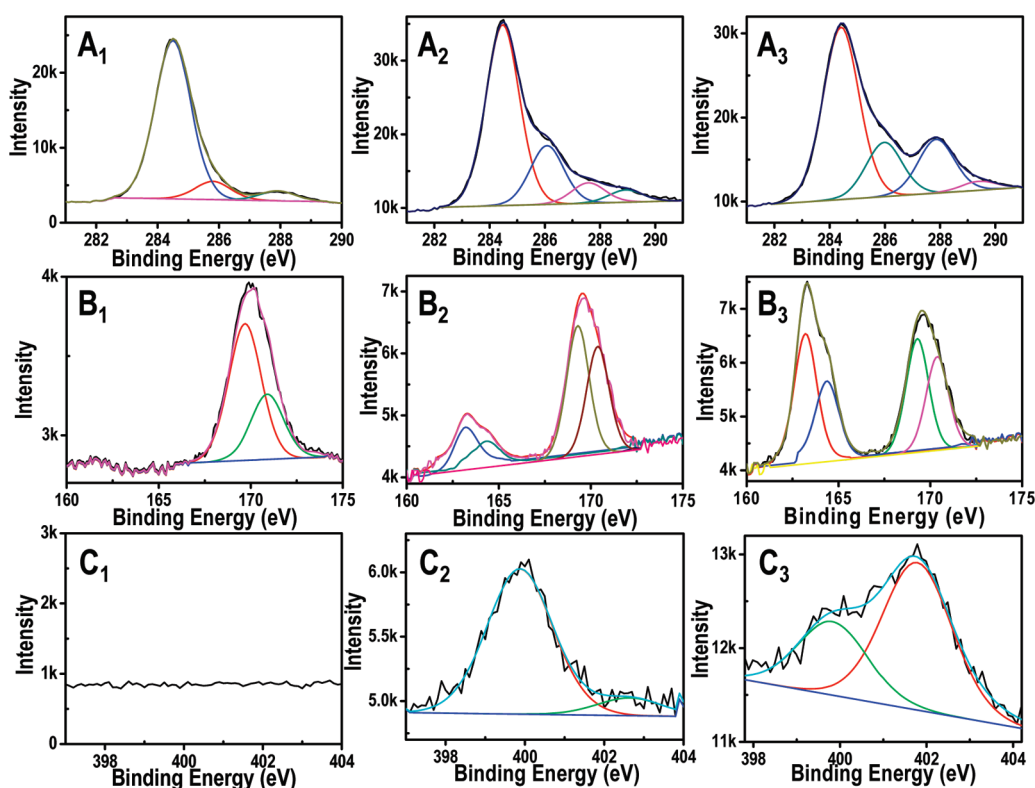 A1
Intensity
20k
10k
0
282 284 286 288 290
Binding Energy (eV)
A2
Intensity
30k
20k
10k
282 284 286 288 290
Binding Energy (eV)
A3
Intensity
30k
20k
10k
282 284 286 288 290
Binding Energy (eV)
B1
Intensity
4k
3k
160 165 170 175
Binding Energy (eV)
B2
Intensity
7k
6k
5k
4k
160 165 170 175
Binding Energy (eV)
B3
Intensity
7k
6k
5k
4k
160 165 170 175
Binding Energy (eV)
C1
Intensity
3k
2k
1k
0
398 400 402 404
Binding Energy (eV)
C2
Intensity
6.0k
5.5k
5.0k
398 400 402 404
Binding Energy (eV)
C3
Intensity
13k
12k
11k
398 400 402 404
Binding Energy (eV)